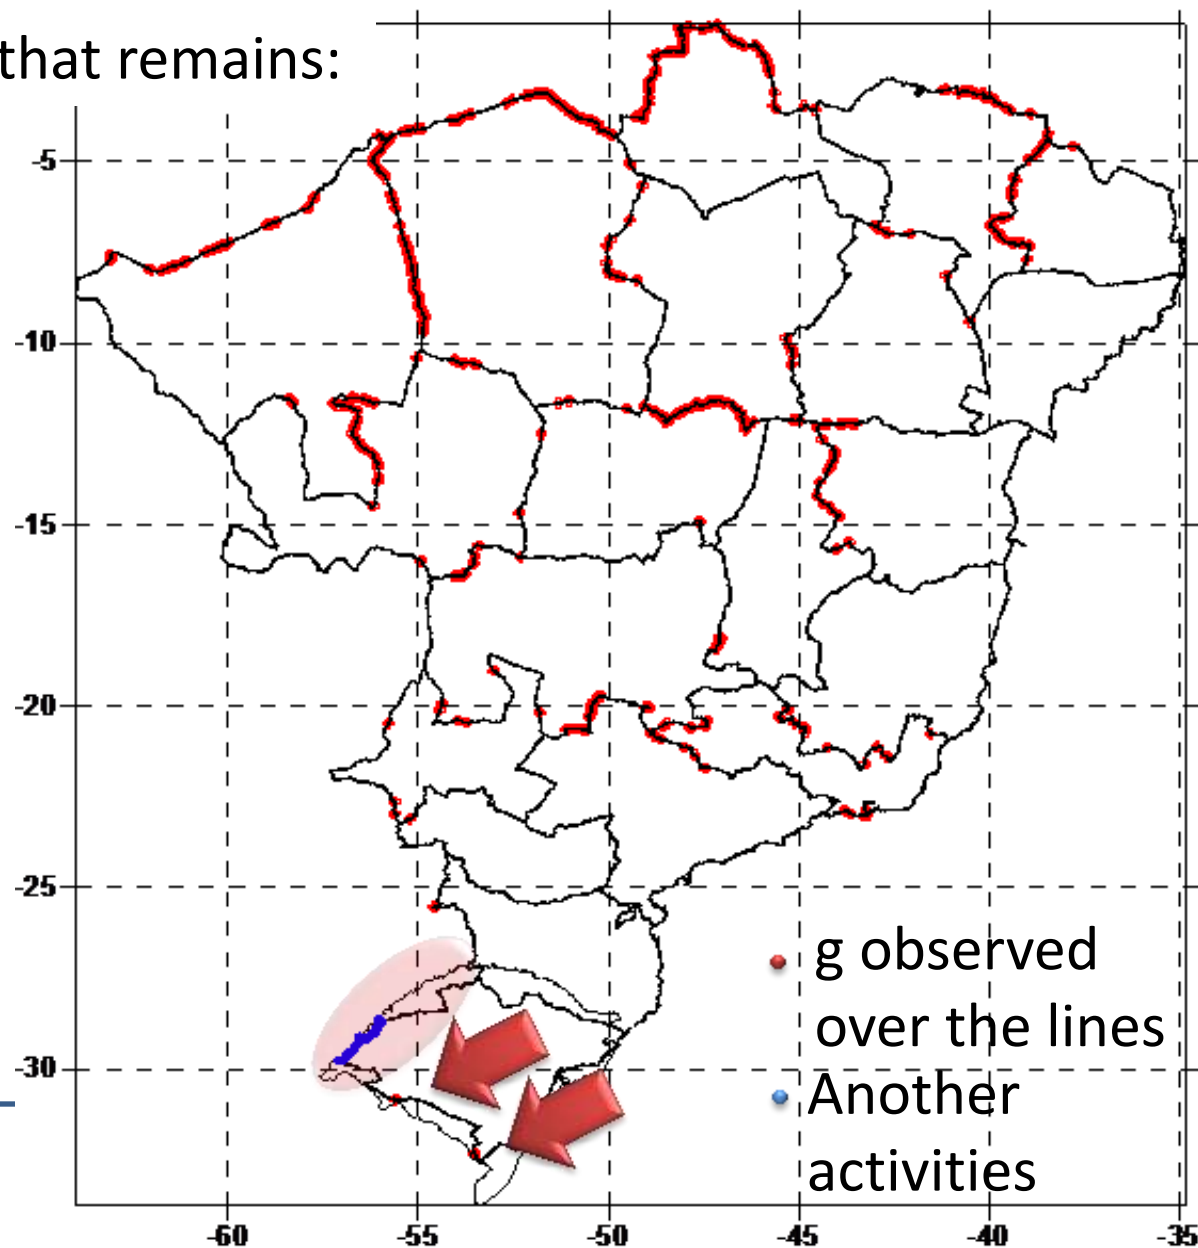 that remains:
-5
-10
-15
-20
-25
-30
g observed
over the lines
Another
activities
-60 -55 -50 -45 -40 -35